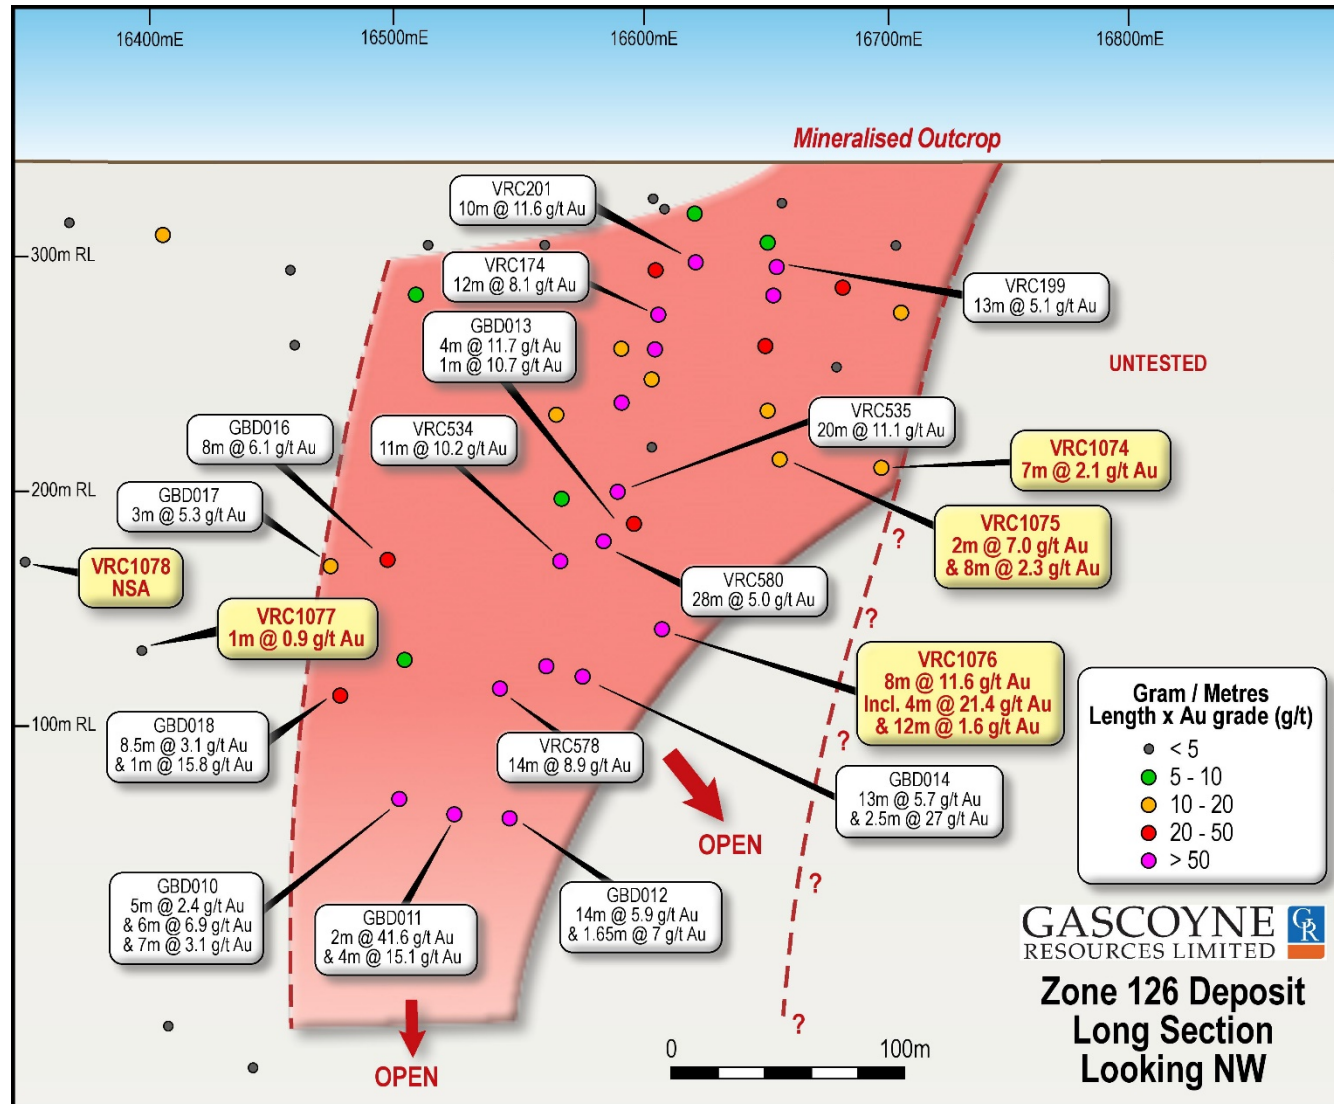 16400mE
16500mE
16600mE
16700mE
16800mE
Mineralised Outcrop
VRC201
10m @ 11.6 g/t Au
300m RL
VRC174
12m @ 8.1 g/t Au
VRC199
13m @ 5.1 g/t Au
GBD013
4m @ 11.7 g/t Au
1m @ 10.7 g/t Au
UNTESTED
GBD016
8m @ 6.1 g/t Au
VRC534
11m @ 10.2 g/t Au
VRC535
20m @ 11.1 g/t Au
VRC1074
7m @ 2.1 g/t Au
200m RL
GBD017
3m @ 5.3 g/t Au
VRC1075
2m @ 7.0 g/t Au
& 8m @ 2.3 g/t Au
?
VRC1078
NSA
VRC580
28m @ 5.0 g/t Au
VRC1077
1m @ 0.9 g/t Au
?
VRC1076
8m @ 11.6 g/t Au
Incl. 4m @ 21.4 g/t Au
& 12m @ 1.6 g/t Au
100m RL
GBD018
8.5m @ 3.1 g/t Au
& 1m @ 15.8 g/t Au
VRC578
14m @ 8.9 g/t Au
?
GBD014
13m @ 5.7 g/t Au
& 2.5m @ 27 g/t Au
OPEN
Gram / Metres
Length x Au grade (g/t)
< 5
5 - 10
10 - 20
20 - 50
> 50
GBD010
5m @ 2.4 g/t Au
& 6m @ 6.9 g/t Au
& 7m @ 3.1 g/t Au
GBD011
2m @ 41.6 g/t Au
& 4m @ 15.1 g/t Au
GBD012
14m @ 5.9 g/t Au
& 1.65m @ 7 g/t Au
?
GASCOYNE
RESOURCES LIMITED
GR
Zone 126 Deposit
Long Section
Looking NW
?
OPEN
0
100m